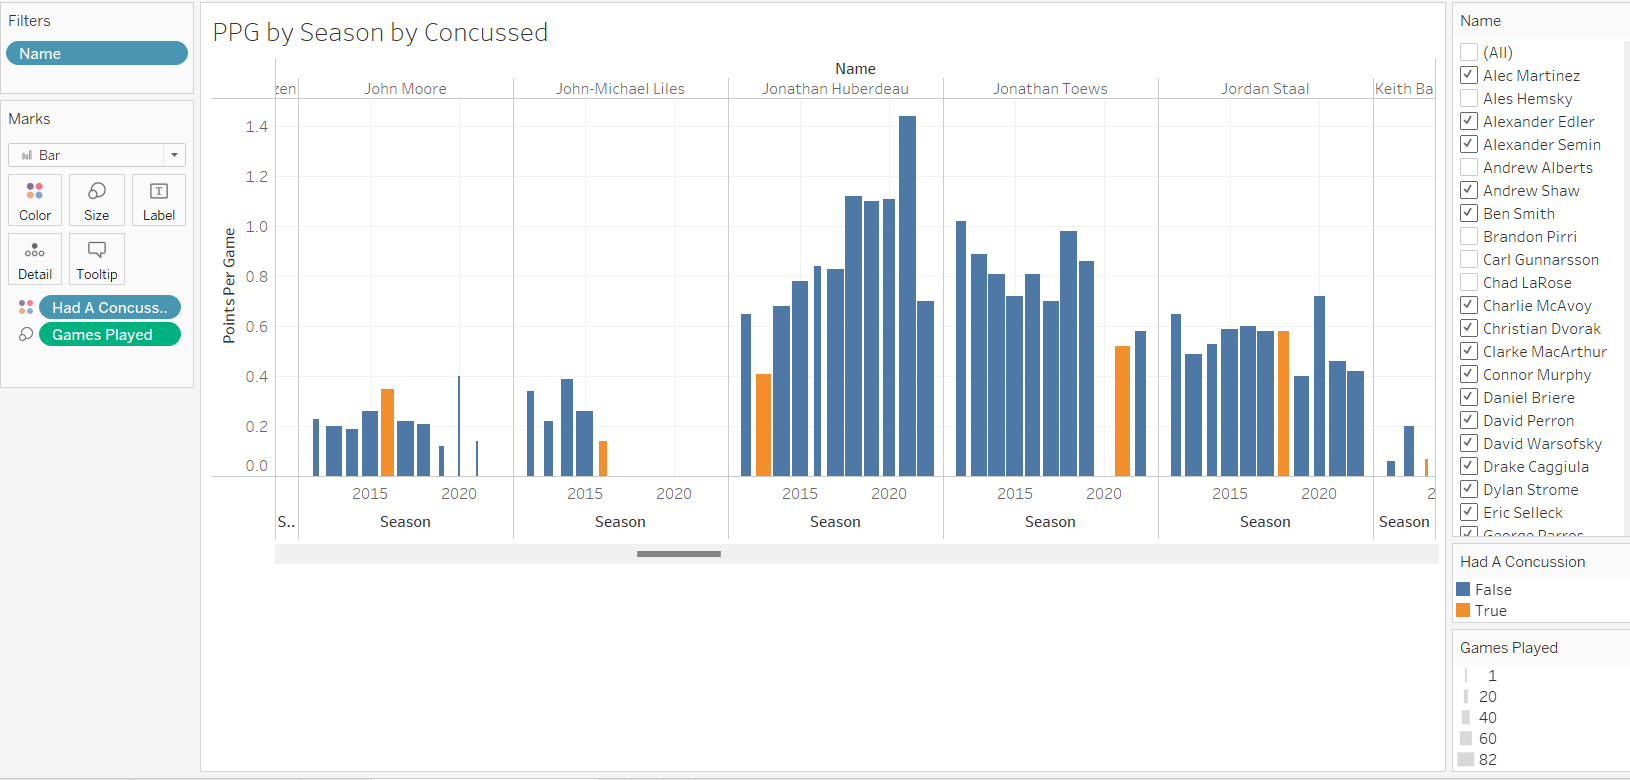 Filters
Name
Marks
Bar
Color
Size
Label
Detail
Tooltip
Had A Concuss..
Games Played
PPG by Season by Concussed
Name
zen
John Moore
John-Michael Liles
Jonathan Huberdeau
Jonathan Toews
Jordan Staal
Keith Ba
Points Per Game
1.4
1.2
1.0
0.8
0.6
0.4
0.2
0.0
2015 2020 2015 2020 2015 2020 2015 2020 2015 2020 2
S.. Season Season Season Season Season Season
Name
(All)
Alec Martinez
Ales Hemsky
Alexander Edler
Alexander Semin
Andrew Alberts
Andrew Shaw
Ben Smith
Brandon Pirri
Carl Gunnarsson
Chad LaRose
Charlie McAvoy
Christian Dvorak
Clarke MacArthur
Connor Murphy
Daniel Briere
David Perron
David Warsofsky
Drake Caggiula
Dylan Strome
Eric Selleck
George Parros
Had A Concussion
False
True
Games Played
1
20
40
60
82